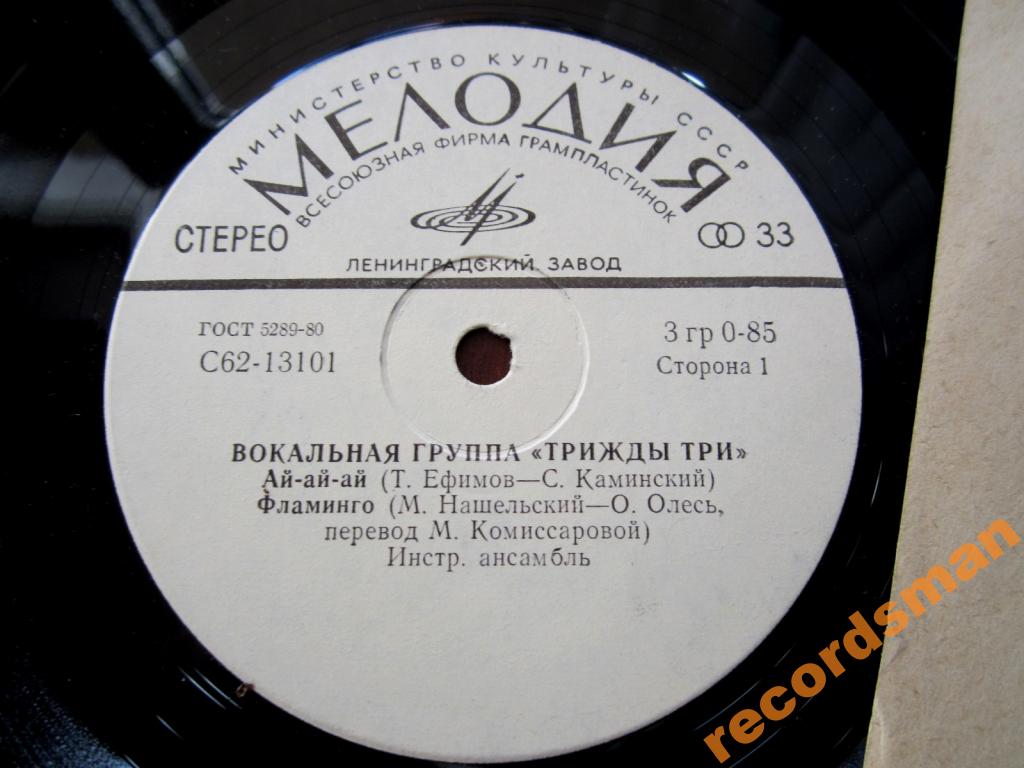 МИНИСТЕРСТВО КУЛЬТУРЫ СССР
МЕЛОДИЯ
ВСЕСОЮЗНАЯ ФИРМА ГРАМПЛАСТИНОК
СТЕРЕО
33
ЛЕНИНГРАДСКИЙ ЗАВОД
ГОСТ 5289-80
3 гр 0-85
С62-13101
Сторона 1
ВОКАЛЬНАЯ ГРУППА «ТРИЖДЫ ТРИ»
Ай-ай-ай (Т. Ефимов—С. Каминский)
Фламинго (М. Нашельский—О. Олесь,
перевод М. Комиссаровой)
Инстр. ансамбль
recordsman